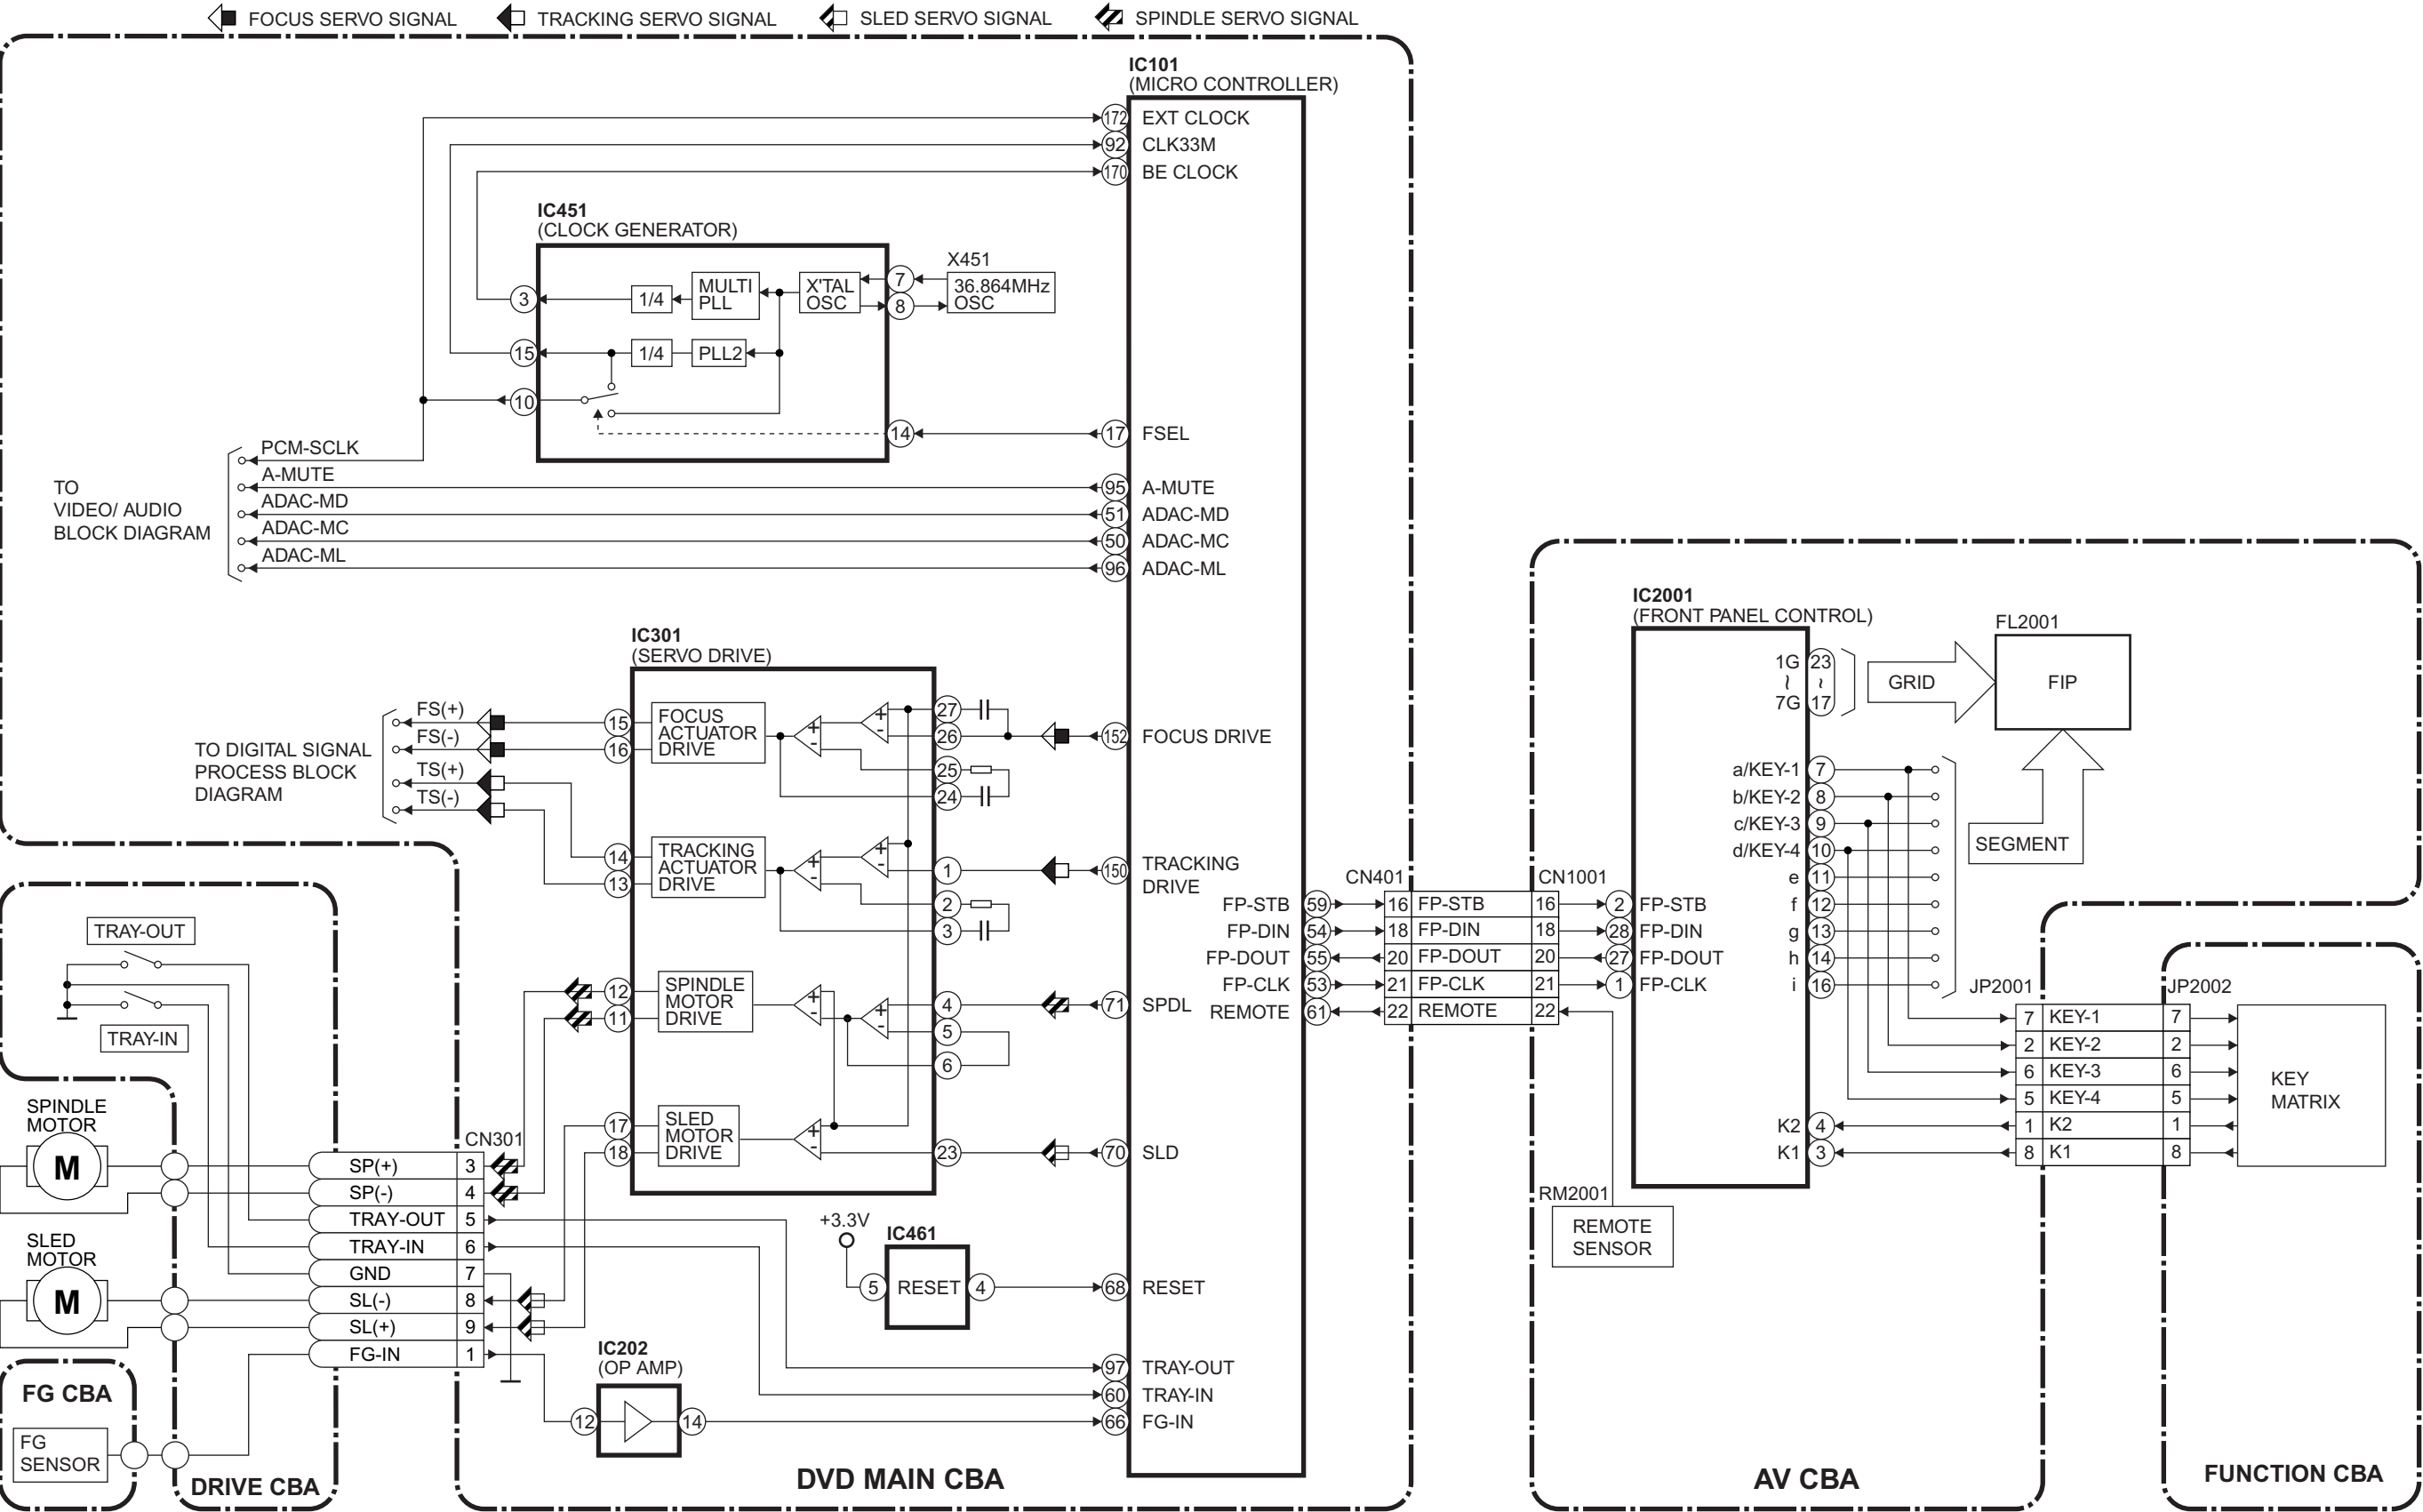 FOCUS SERVO SIGNAL
TRACKING SERVO SIGNAL
SLED SERVO SIGNAL
SPINDLE SERVO SIGNAL
IC101
(MICRO CONTROLLER)
172 EXT CLOCK
92 CLK33M
170 BE CLOCK
IC451
(CLOCK GENERATOR)
X451
36.864MHz
OSC
7
8
X'TAL
OSC
MULTI
PLL
1/4
3
15
1/4
PLL2
10
14
17 FSEL
TO
VIDEO/ AUDIO
BLOCK DIAGRAM
PCM-SCLK
A-MUTE
ADAC-MD
ADAC-MC
ADAC-ML
95 A-MUTE
51 ADAC-MD
50 ADAC-MC
96 ADAC-ML
IC301
(SERVO DRIVE)
TO DIGITAL SIGNAL
PROCESS BLOCK
DIAGRAM
FS(+)
FS(-)
TS(+)
TS(-)
15
16
FOCUS
ACTUATOR
DRIVE
+
-
+
-
27
26
25
24
152 FOCUS DRIVE
14
13
TRACKING
ACTUATOR
DRIVE
+
-
+
-
1
2
3
150 TRACKING
DRIVE
12
11
SPINDLE
MOTOR
DRIVE
+
-
+
-
4
5
6
71 SPDL
17
18
SLED
MOTOR
DRIVE
+
-
23
70 SLD
FP-STB 59
FP-DIN 54
FP-DOUT 55
FP-CLK 53
REMOTE 61
CN401
CN1001
16 FP-STB 16
18 FP-DIN 18
20 FP-DOUT 20
21 FP-CLK 21
22 REMOTE 22
2 FP-STB
28 FP-DIN
27 FP-DOUT
1 FP-CLK
IC2001
(FRONT PANEL CONTROL)
1G 23
~ ~
7G 17
GRID
FL2001
FIP
SEGMENT
a/KEY-1 7
b/KEY-2 8
c/KEY-3 9
d/KEY-4 10
e 11
f 12
g 13
h 14
i 16
K2 4
K1 3
JP2001
JP2002
7 KEY-1 7
2 KEY-2 2
6 KEY-3 6
5 KEY-4 5
1 K2 1
8 K1 8
KEY
MATRIX
RM2001
REMOTE
SENSOR
TRAY-OUT
TRAY-IN
SPINDLE
MOTOR
M
SLED
MOTOR
M
CN301
SP(+) 3
SP(-) 4
TRAY-OUT 5
TRAY-IN 6
GND 7
SL(-) 8
SL(+) 9
FG-IN 1
+3.3V
IC461
5 RESET 4
68 RESET
IC202
(OP AMP)
12
14
97 TRAY-OUT
60 TRAY-IN
66 FG-IN
FG CBA
FG
SENSOR
DRIVE CBA
DVD MAIN CBA
AV CBA
FUNCTION CBA